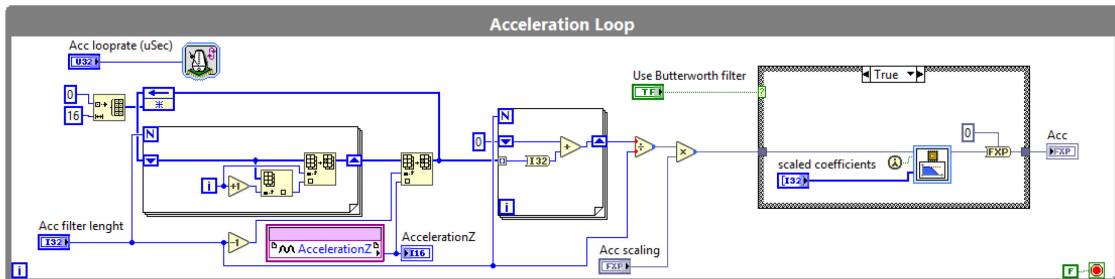 Acceleration Loop
Acc looprate (uSec)
U32
0
16
N
i
+1
Acc filter lenght
I32
-1
AccelerationZ
AccelerationZ
I16
N
0
I32
+
i
÷
×
Acc scaling
FXP
Use Butterworth filter
TF
?
True
scaled coefficients
[I32]
0
FXP
Acc
FXP
i
F